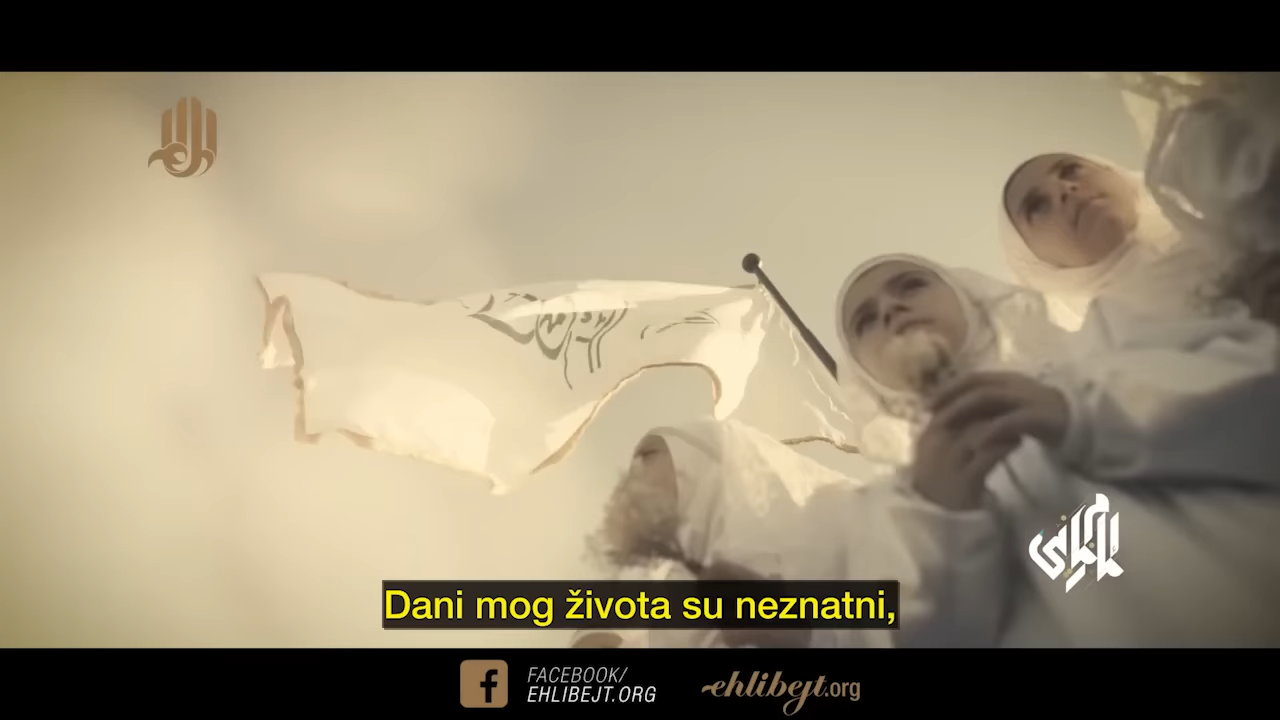 Dani mog života su neznatni,
FACEBOOK/
EHLIBEJT.ORG
ehlibejt.org